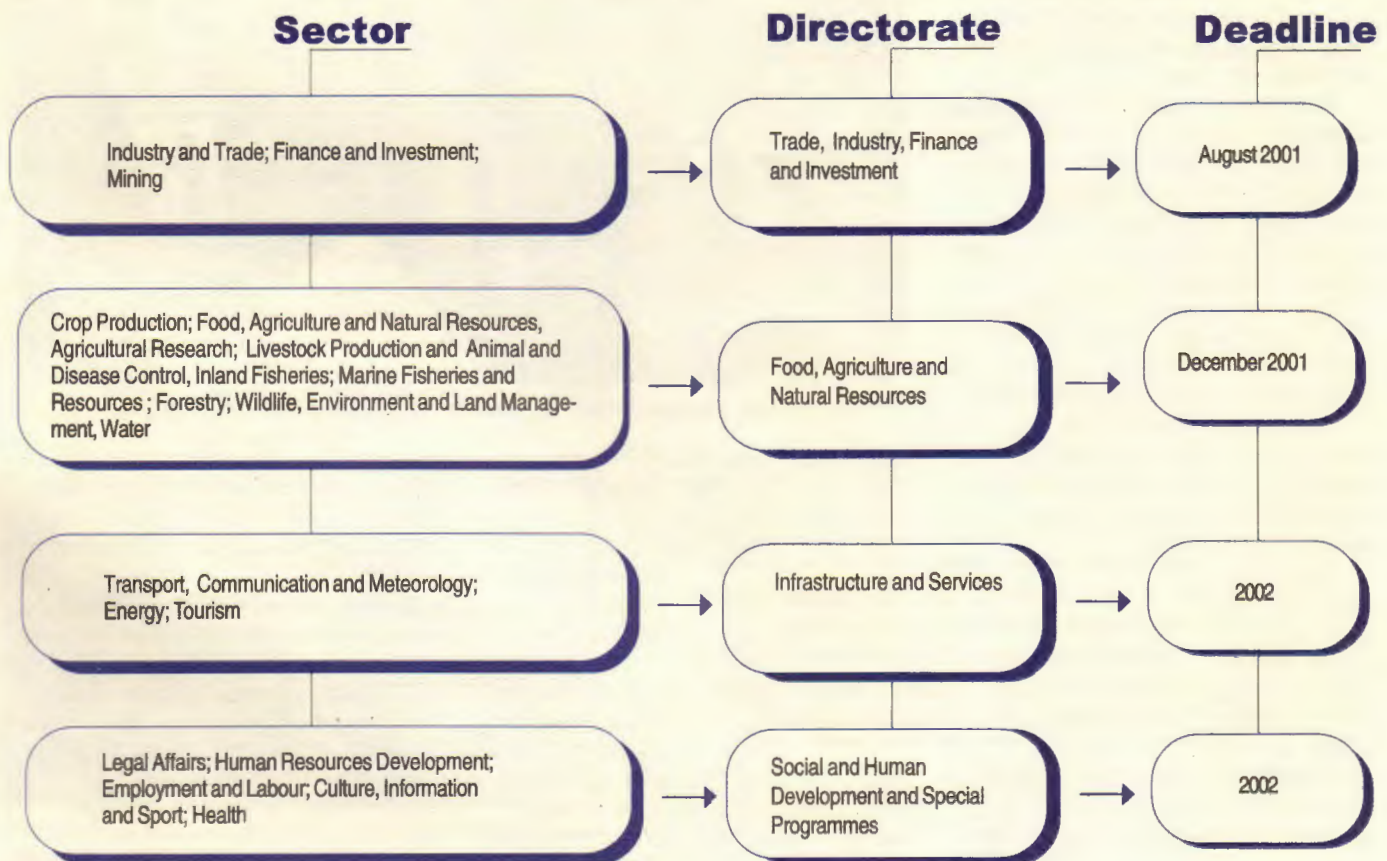 Sector
Directorate
Deadline
Industry and Trade; Finance and Investment;
Mining
Trade, Industry, Finance
and Investment
August 2001
Crop Production; Food, Agriculture and Natural Resources,
Agricultural Research; Livestock Production and Animal and
Disease Control, Inland Fisheries; Marine Fisheries and
Resources ; Forestry; Wildlife, Environment and Land Manage-
ment, Water
Food, Agriculture and
Natural Resources
December 2001
Transport, Communication and Meteorology;
Energy; Tourism
Infrastructure and Services
2002
Legal Affairs; Human Resources Development;
Employment and Labour; Culture, Information
and Sport; Health
Social and Human
Development and Special
Programmes
2002